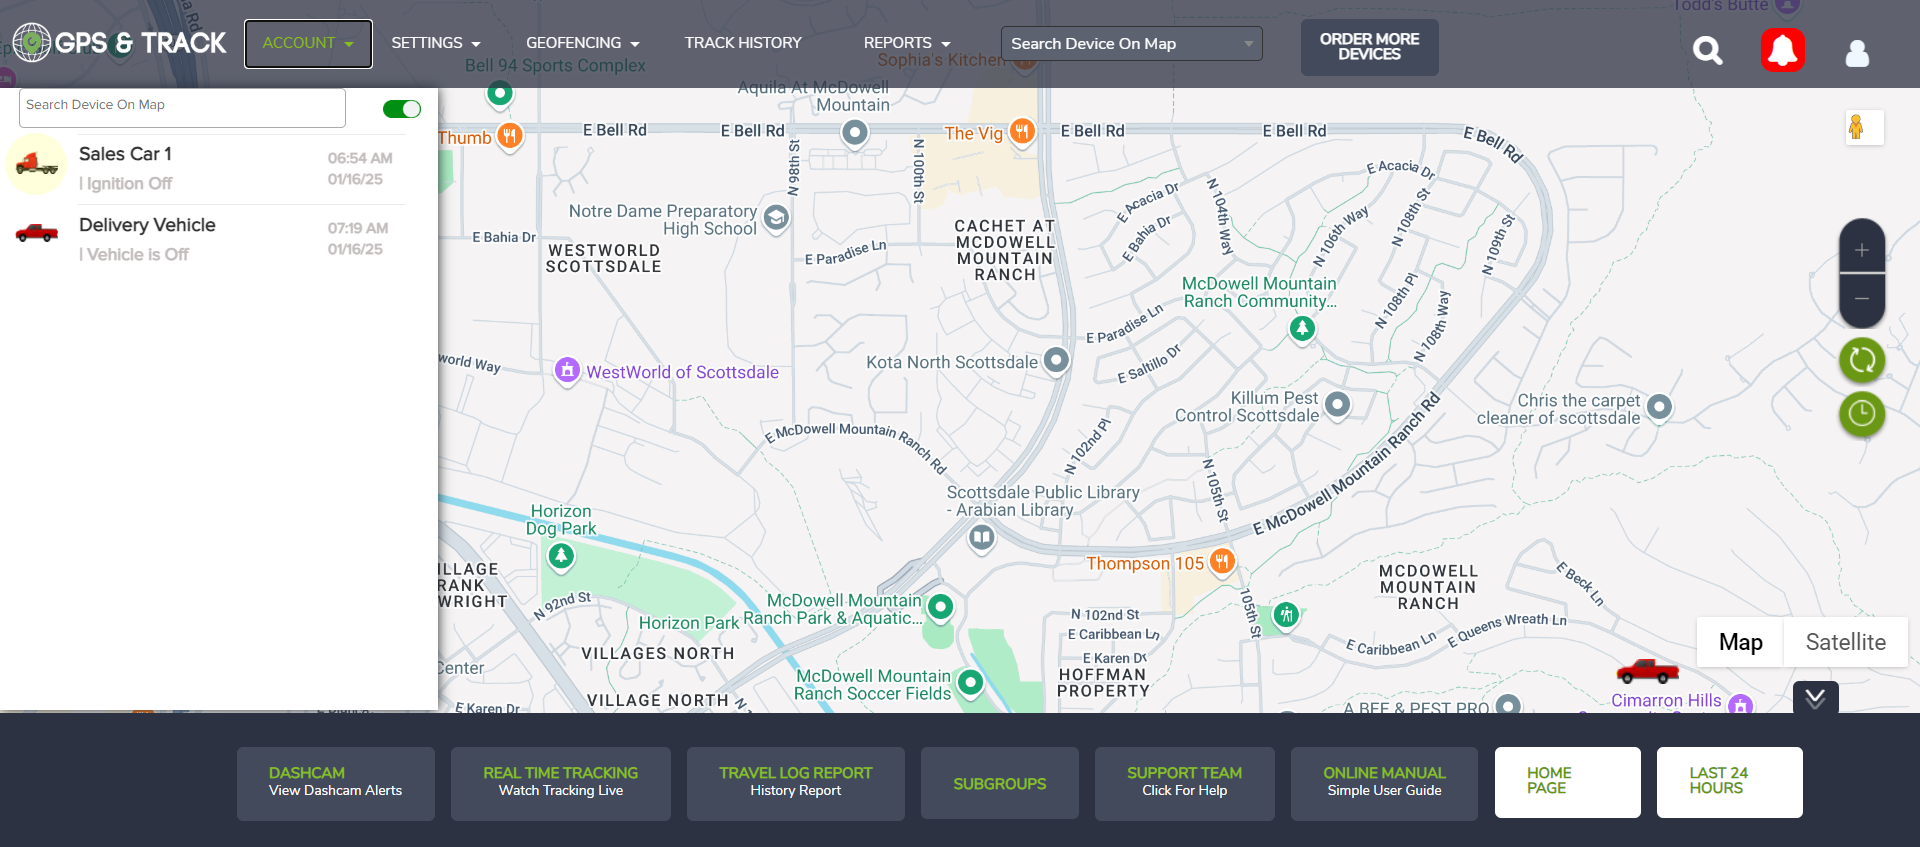 GPS & TRACK
ACCOUNT
SETTINGS
GEOFENCING
TRACK HISTORY
REPORTS
Search Device On Map
ORDER MORE
DEVICES
Todd's Butte
Bell 94 Sports Complex
Sophia's Kitchen
Search Device On Map
Sales Car 1
| Ignition Off
06:54 AM
01/16/25
Delivery Vehicle
| Vehicle is Off
07:19 AM
01/16/25
Aquila At McDowell
Mountain
Thumb
E Bell Rd
E Bell Rd
The Vig
E Bell Rd
E Bell Rd
E Bell Rd
N 98th St
N 100th St
E Acacia Dr
E Acacia Dr
N 104th Way
N 106th Way
N 108th St
N 109th St
Notre Dame Preparatory
High School
E Bahia Dr
E Bahia Dr
WESTWORLD
SCOTTSDALE
E Paradise Ln
CACHET AT
MCDOWELL
MOUNTAIN
RANCH
McDowell Mountain
Ranch Community...
N 108th Pl
N 108th Way
E Paradise Ln
E Saltillo Dr
world Way
WestWorld of Scottsdale
Kota North Scottsdale
Killum Pest
Control Scottsdale
Chris the carpet
cleaner of scottsdale
E McDowell Mountain Ranch Rd
N 102nd Pl
N 105th St
E McDowell Mountain Ranch Rd
Scottsdale Public Library
- Arabian Library
Horizon
Dog Park
Thompson 105
ILLAGE
RANK
WRIGHT
N 92nd St
McDowell Mountain
Ranch Park & Aquatic...
Horizon Park
N 102nd St
E Caribbean Ln
E Karen Dr
105th St
HOFFMAN
PROPERTY
MCDOWELL
MOUNTAIN
RANCH
E Beck Ln
E Queens Wreath Ln
E Caribbean Ln
VILLAGES NORTH
Center
McDowell Mountain
Ranch Soccer Fields
VILLAGE NORTH
E Karen Dr
Cimarron Hills
A BEE & PEST PRO
Map
Satellite
DASHCAM
View Dashcam Alerts
REAL TIME TRACKING
Watch Tracking Live
TRAVEL LOG REPORT
History Report
SUBGROUPS
SUPPORT TEAM
Click For Help
ONLINE MANUAL
Simple User Guide
HOME
PAGE
LAST 24
HOURS